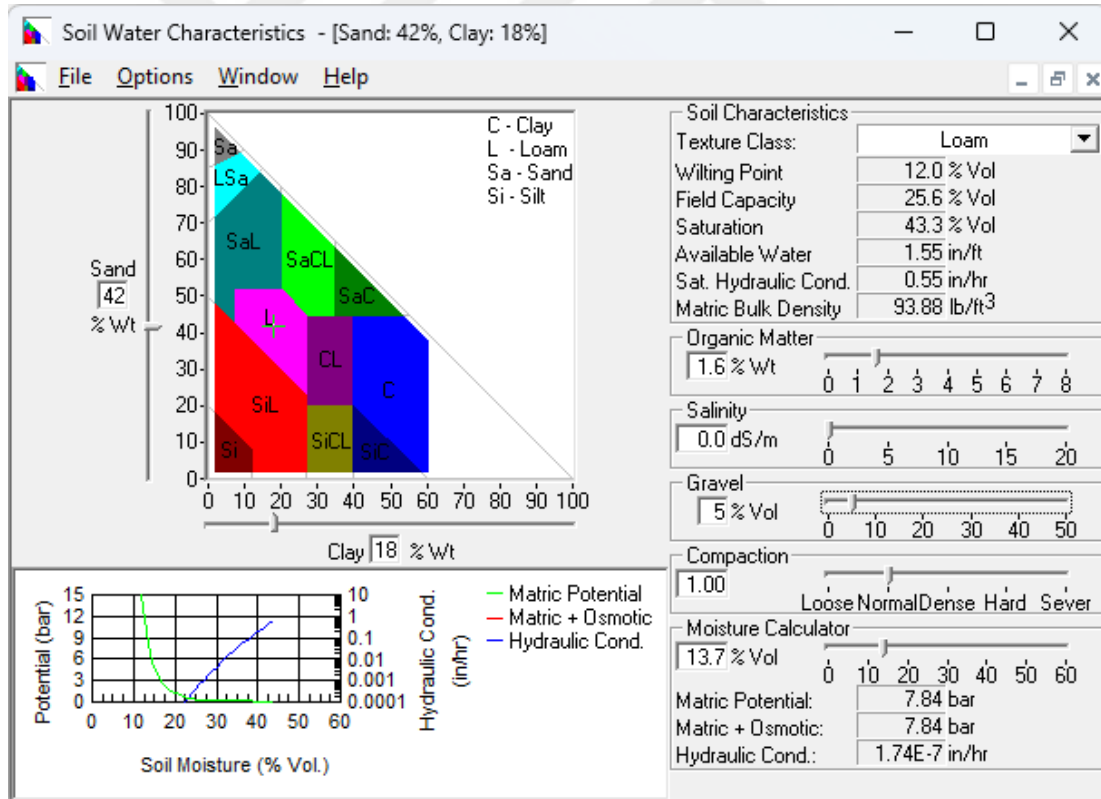 Soil Water Characteristics - [Sand: 42%, Clay: 18%]
File Options Window Help
Sand
42
% Wt
100
90
80
70
60
50
40
30
20
10
0
C - Clay
L - Loam
Sa - Sand
Si - Silt
Sa
LSa
SaL
SaCL
SaC
L
CL
C
SiL
SiCL
SiC
Si
0 10 20 30 40 50 60 70 80 90 100
Clay 18 % Wt
Potential (bar)
15
12
9
6
3
0
10
1
0.1
0.01
0.001
0.0001
Hydraulic Cond.
(in/hr)
0 10 20 30 40 50 60
Soil Moisture (% Vol.)
Matric Potential
Matric + Osmotic
Hydraulic Cond.
Soil Characteristics
Texture Class: Loam
Wilting Point 12.0 % Vol
Field Capacity 25.6 % Vol
Saturation 43.3 % Vol
Available Water 1.55 in/ft
Sat. Hydraulic Cond. 0.55 in/hr
Matric Bulk Density 93.88 lb/ft3
Organic Matter
1.6 % Wt
0 1 2 3 4 5 6 7 8
Salinity
0.0 dS/m
0 5 10 15 20
Gravel
5 % Vol
0 10 20 30 40 50
Compaction
1.00
Loose Normal Dense Hard Sever
Moisture Calculator
13.7 % Vol
0 10 20 30 40 50 60
Matric Potential: 7.84 bar
Matric + Osmotic: 7.84 bar
Hydraulic Cond.: 1.74E-7 in/hr